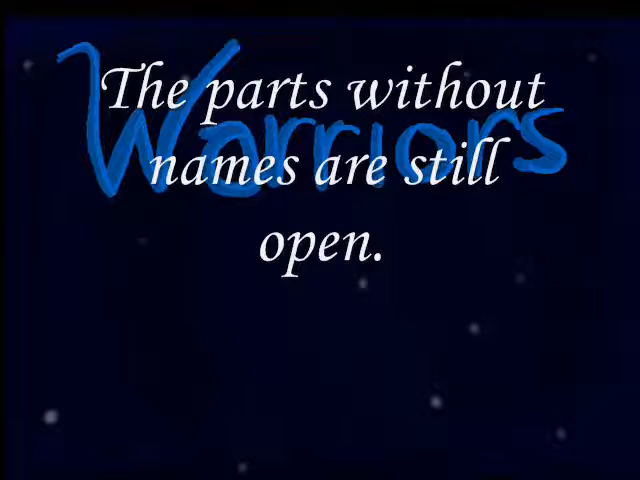 Warriors
The parts without
names are still
open.